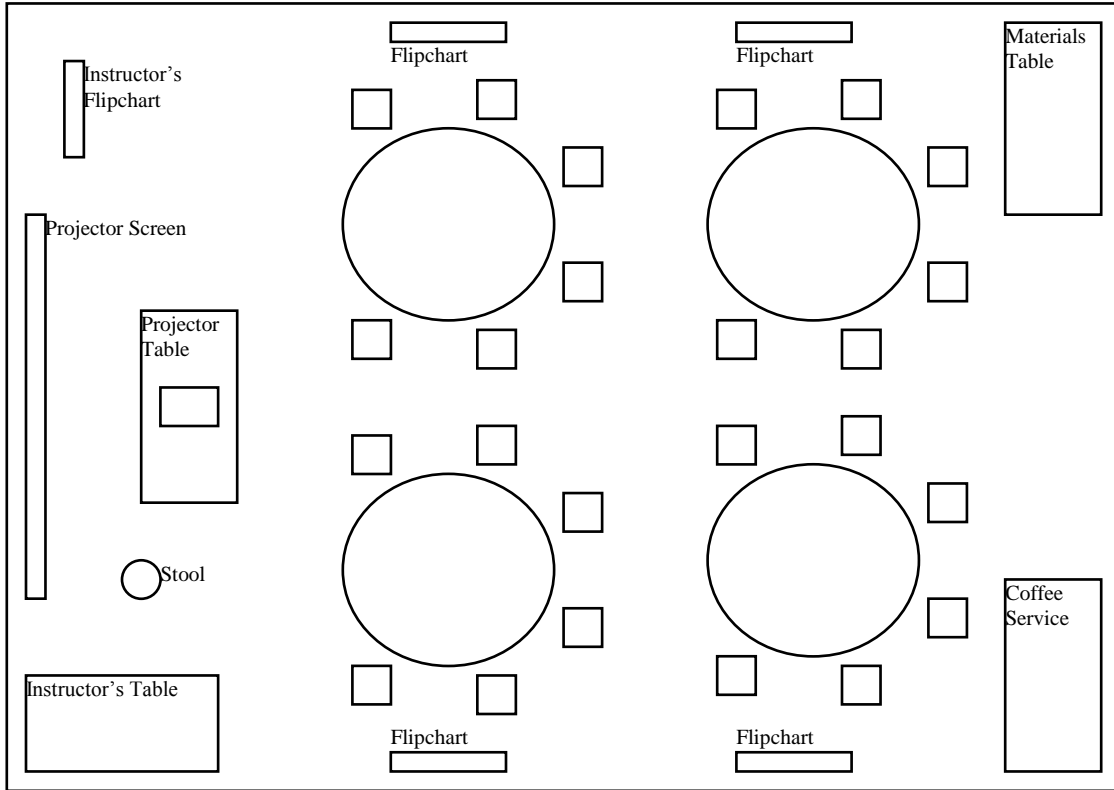 Flipchart
Flipchart
Materials
Table
Instructor’s
Flipchart
Projector Screen
Projector
Table
Stool
Coffee
Service
Instructor’s Table
Flipchart
Flipchart